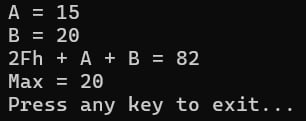 A = 15
B = 20
2Fh + A + B = 82
Max = 20
Press any key to exit...